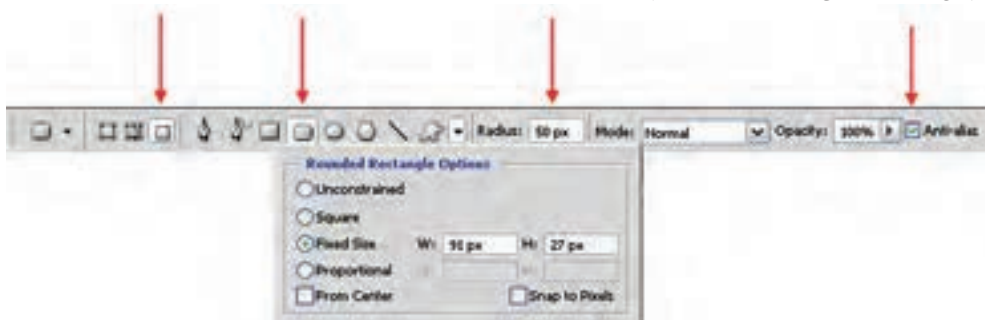 Radius: 50 px Mode: Normal Opacity: 100% Anti-alias
Rounded Rectangle Options
Unconstrained
Square
Fixed Size W: px H: 27 px
Proportional
From Center Snap to Pixels